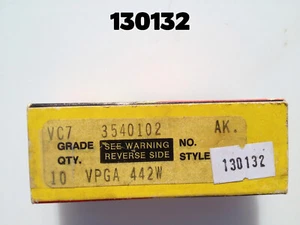 130132
VC7 3540102 AK.
GRADE SEE WARNING NO.
QTY. REVERSE SIDE STYLE
10 VPGA 442W
130132